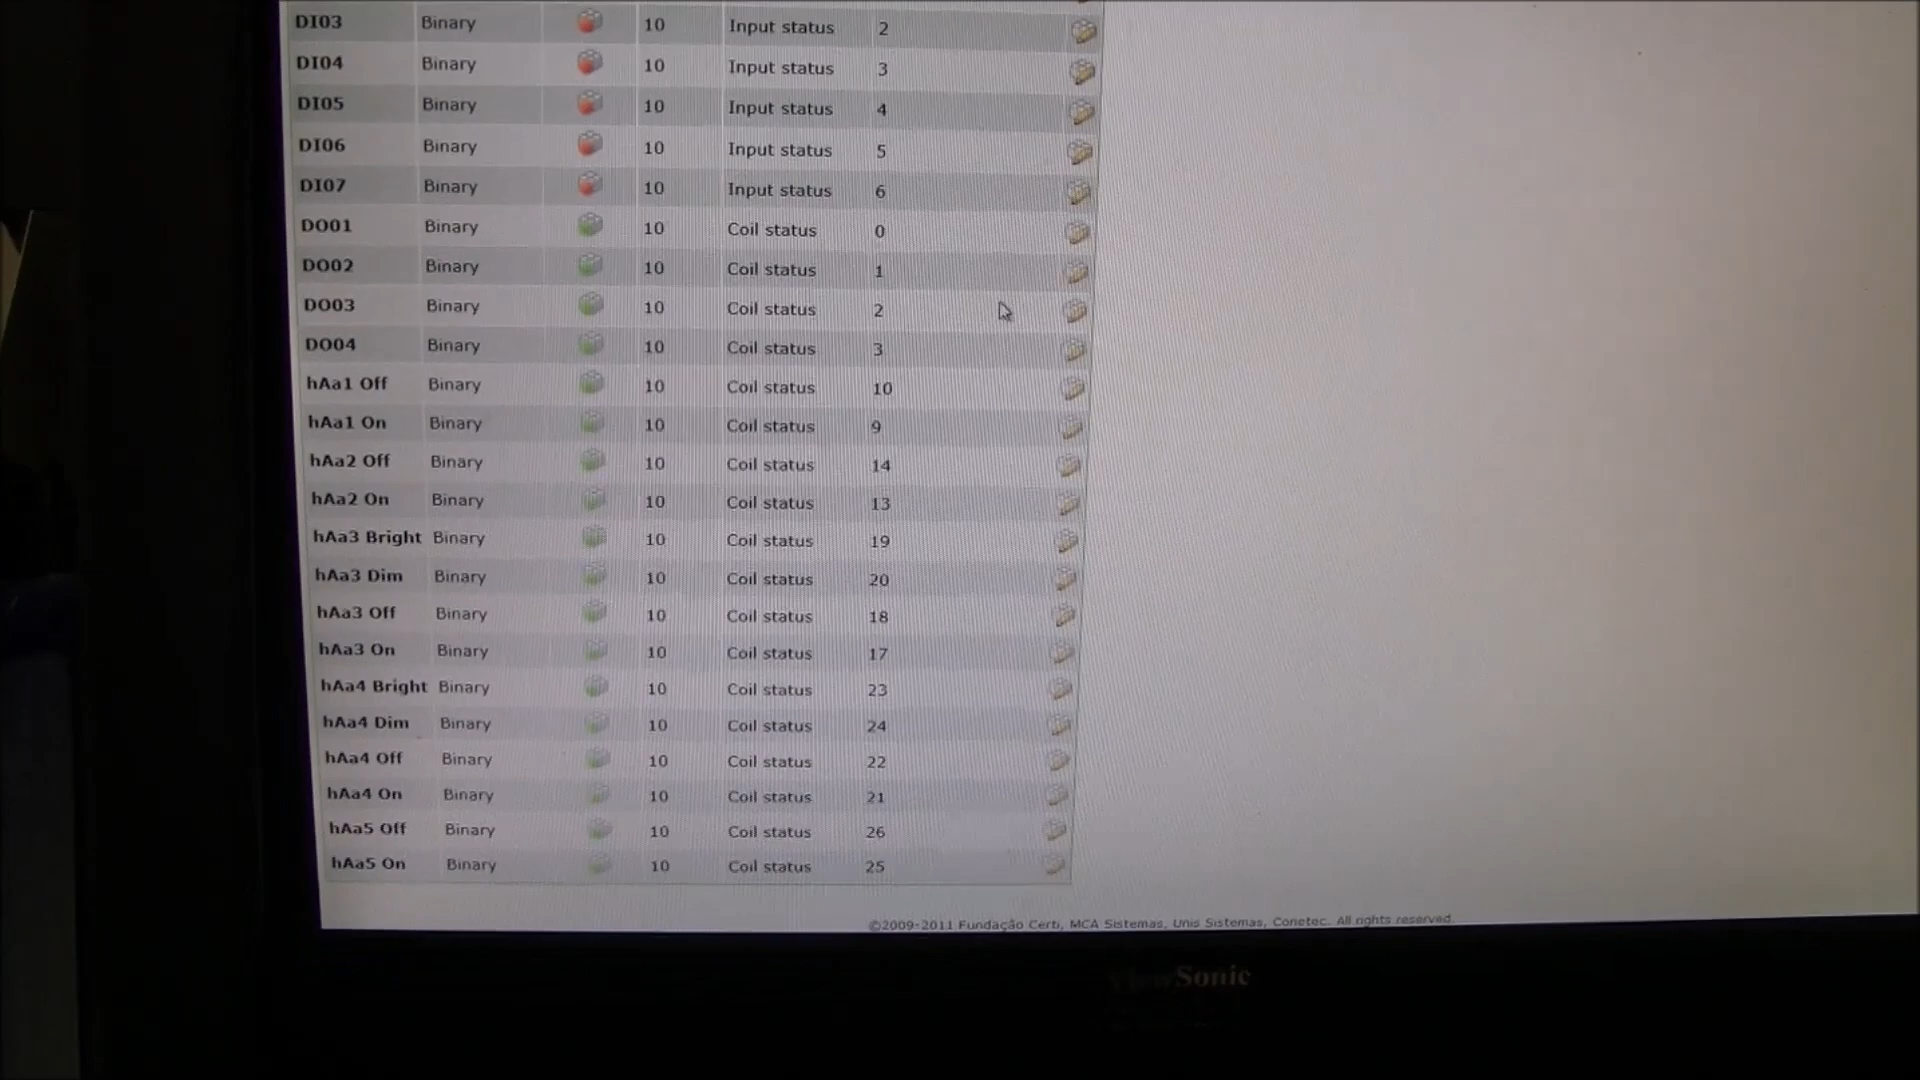 DI03 Binary 10 Input status 2
DI04 Binary 10 Input status 3
DI05 Binary 10 Input status 4
DI06 Binary 10 Input status 5
DI07 Binary 10 Input status 6
DO01 Binary 10 Coil status 0
DO02 Binary 10 Coil status 1
DO03 Binary 10 Coil status 2
DO04 Binary 10 Coil status 3
hAa1 Off Binary 10 Coil status 10
hAa1 On Binary 10 Coil status 9
hAa2 Off Binary 10 Coil status 14
hAa2 On Binary 10 Coil status 13
hAa3 Bright Binary 10 Coil status 19
hAa3 Dim Binary 10 Coil status 20
hAa3 Off Binary 10 Coil status 18
hAa3 On Binary 10 Coil status 17
hAa4 Bright Binary 10 Coil status 23
hAa4 Dim Binary 10 Coil status 24
hAa4 Off Binary 10 Coil status 22
hAa4 On Binary 10 Coil status 21
hAa5 Off Binary 10 Coil status 26
hAa5 On Binary 10 Coil status 25
©2009-2011 Fundação Certi, MCA Sistemas, Unis Sistemas, Conetec. All rights reserved.
ViewSonic